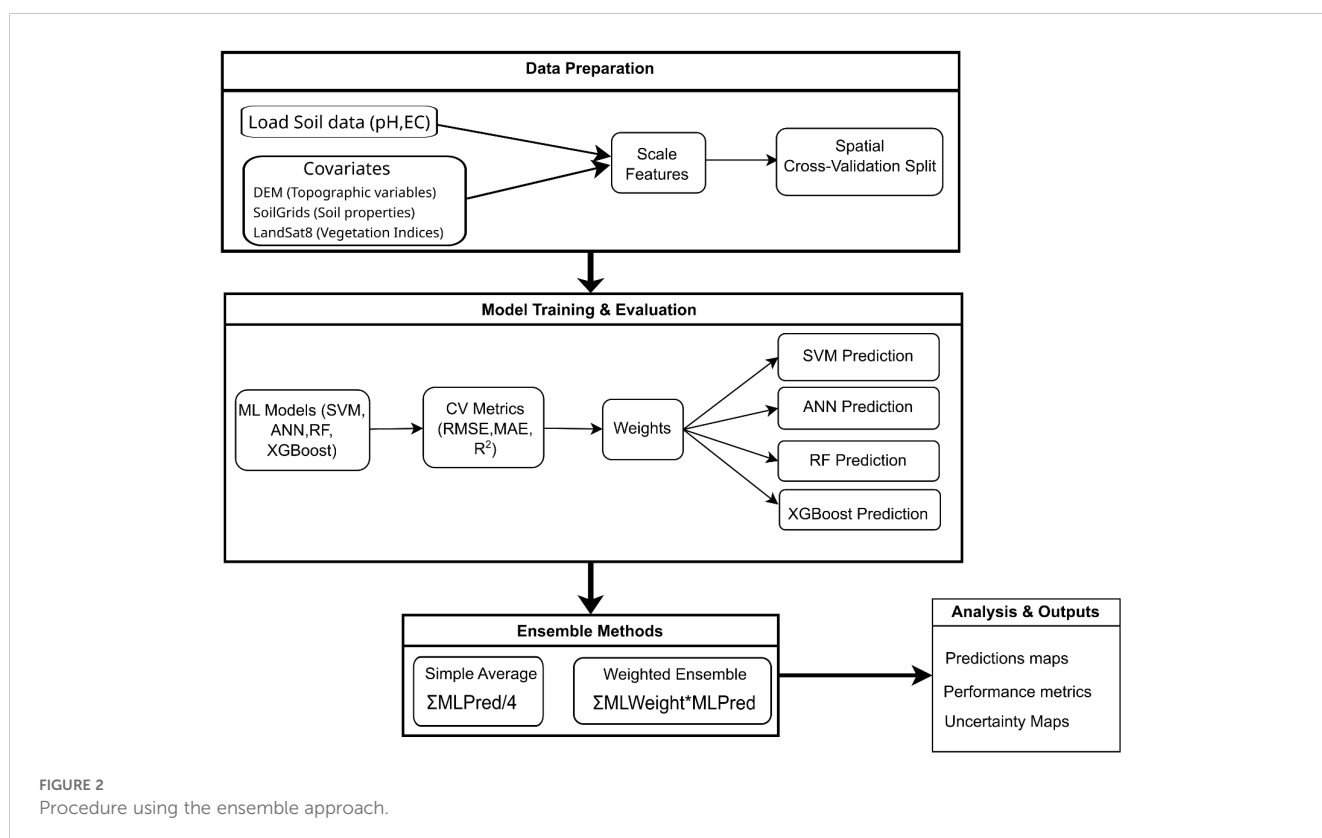 Data Preparation
Load Soil data (pH,EC)
Covariates
DEM (Topographic variables)
SoilGrids (Soil properties)
LandSat8 (Vegetation Indices)
Scale
Features
Spatial
Cross-Validation Split
Model Training & Evaluation
ML Models (SVM,
ANN,RF,
XGBoost)
CV Metrics
(RMSE,MAE,
R²)
Weights
SVM Prediction
ANN Prediction
RF Prediction
XGBoost Prediction
Ensemble Methods
Simple Average
ΣMLPred/4
Weighted Ensemble
ΣMLWeight*MLPred
Analysis & Outputs
Predictions maps
Performance metrics
Uncertainty Maps
FIGURE 2
Procedure using the ensemble approach.